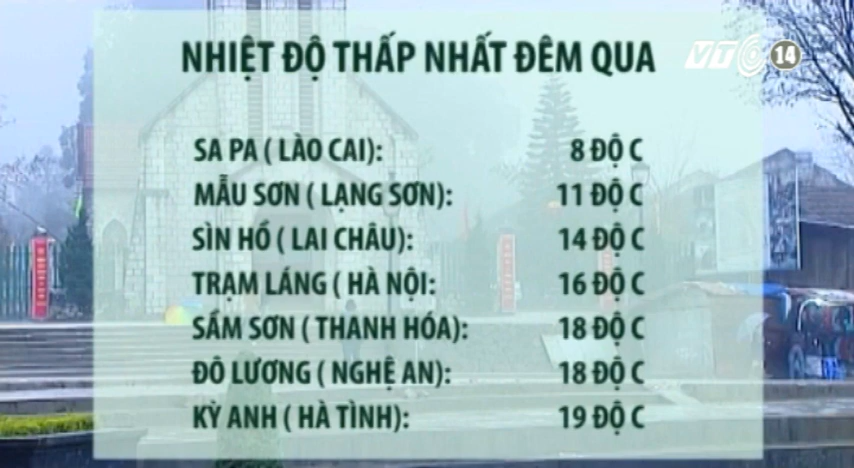 NHIỆT ĐỘ THẤP NHẤT ĐÊM QUA
VTC 14
SA PA ( LÀO CAI): 8 ĐỘ C
MẪU SƠN ( LẠNG SƠN): 11 ĐỘ C
SÌN HỒ ( LAI CHÂU): 14 ĐỘ C
TRẠM LÁNG ( HÀ NỘI: 16 ĐỘ C
SẦM SƠN ( THANH HÓA): 18 ĐỘ C
ĐÔ LƯƠNG ( NGHỆ AN): 18 ĐỘ C
KỲ ANH ( HÀ TĨNH): 19 ĐỘ C